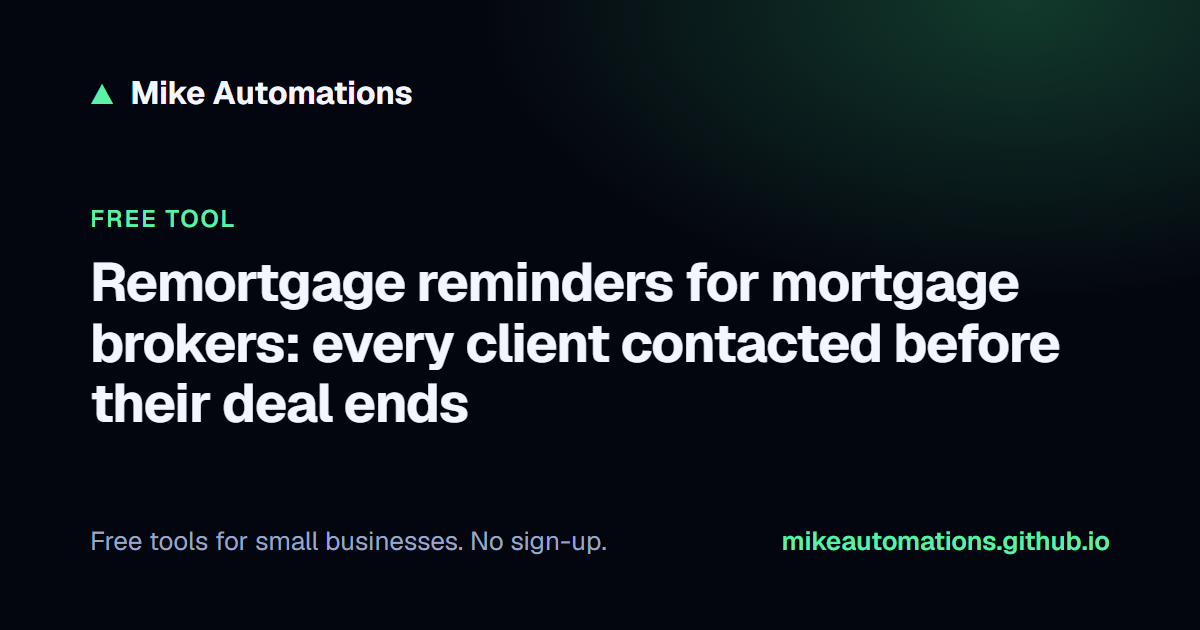 Mike Automations
FREE TOOL
Remortgage reminders for mortgage
brokers: every client contacted before
their deal ends
Free tools for small businesses. No sign-up.
mikeautomations.github.io